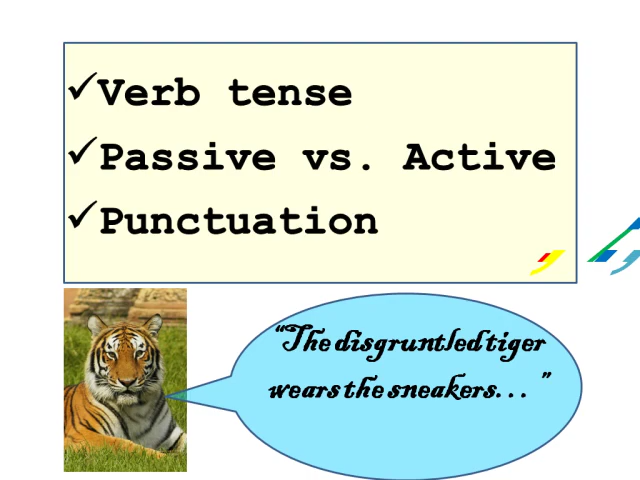 ✓Verb tense
✓Passive vs. Active
✓Punctuation
“The disgruntled tiger
wears the sneakers. . . ”